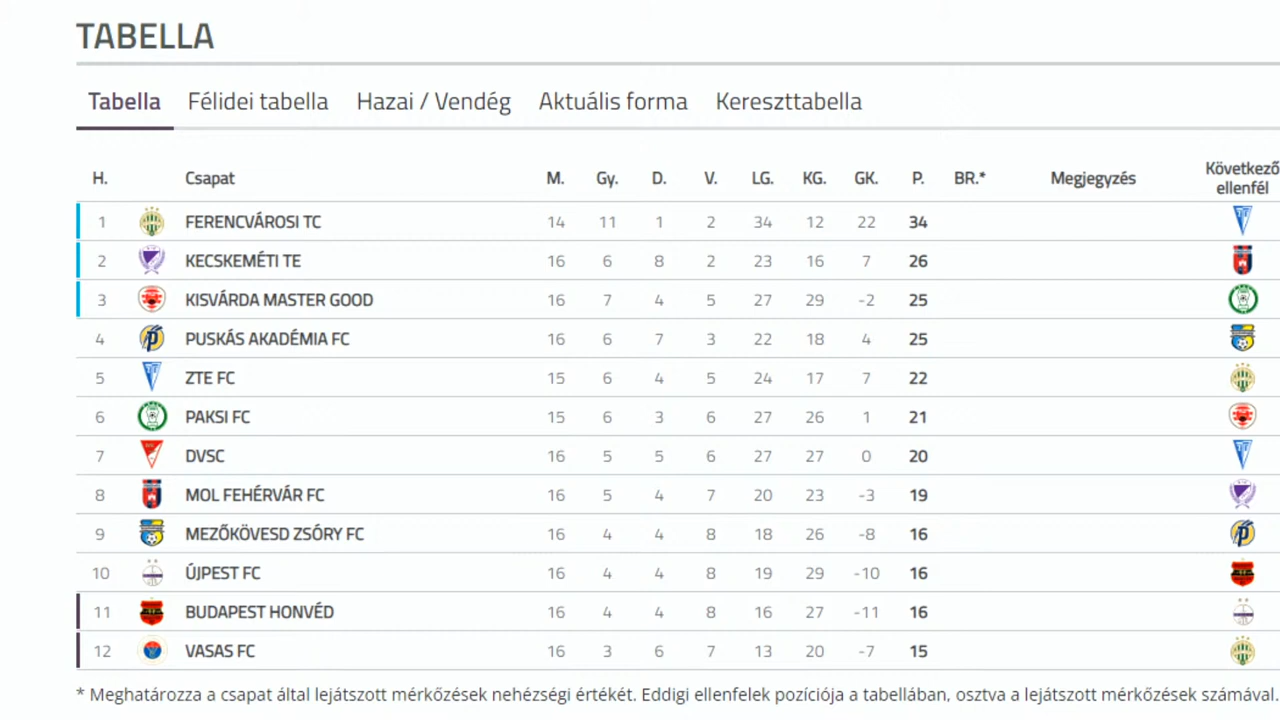 TABELLA
Tabella Félidei tabella Hazai / Vendég Aktuális forma Kereszttabella
H. Csapat M. Gy. D. V. LG. KG. GK. P. BR.* Megjegyzés Következő ellenfél
1 FERENCVÁROSI TC 14 11 1 2 34 12 22 34
2 KECSKEMÉTI TE 16 6 8 2 23 16 7 26
3 KISVÁRDA MASTER GOOD 16 7 4 5 27 29 -2 25
4 PUSKÁS AKADÉMIA FC 16 6 7 3 22 18 4 25
5 ZTE FC 15 6 4 5 24 17 7 22
6 PAKSI FC 15 6 3 6 27 26 1 21
7 DVSC 16 5 5 6 27 27 0 20
8 MOL FEHÉRVÁR FC 16 5 4 7 20 23 -3 19
9 MEZŐKÖVESD ZSÓRY FC 16 4 4 8 18 26 -8 16
10 ÚJPEST FC 16 4 4 8 19 29 -10 16
11 BUDAPEST HONVÉD 16 4 4 8 16 27 -11 16
12 VASAS FC 16 3 6 7 13 20 -7 15
* Meghatározza a csapat által lejátszott mérkőzések nehézségi értékét. Eddigi ellenfelek pozíciója a tabellában, osztva a lejátszott mérkőzések számával.